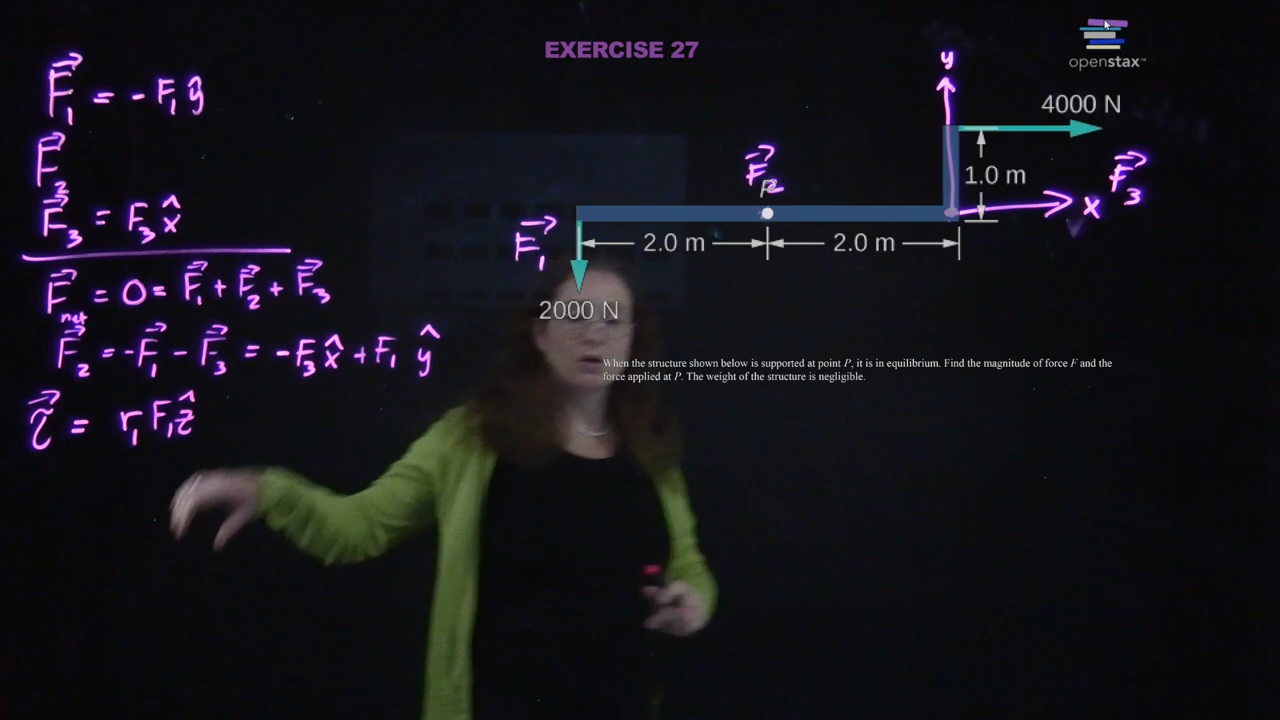 EXERCISE 27
openstax™
F⃗₁ = - F₁ ŷ
F⃗₂
F⃗₃ = F₃ x̂
F⃗net = 0 = F⃗₁ + F⃗₂ + F⃗₃
F⃗₂ = -F⃗₁ - F⃗₃ = -F₃ x̂ + F₁ ŷ
τ⃗ = r₁ F₁ ẑ
y
4000 N
F⃗₂
P
1.0 m
F⃗₃
x
F⃗₁
2.0 m
2.0 m
2000 N
When the structure shown below is supported at point P, it is in equilibrium. Find the magnitude of force F and the
force applied at P. The weight of the structure is negligible.